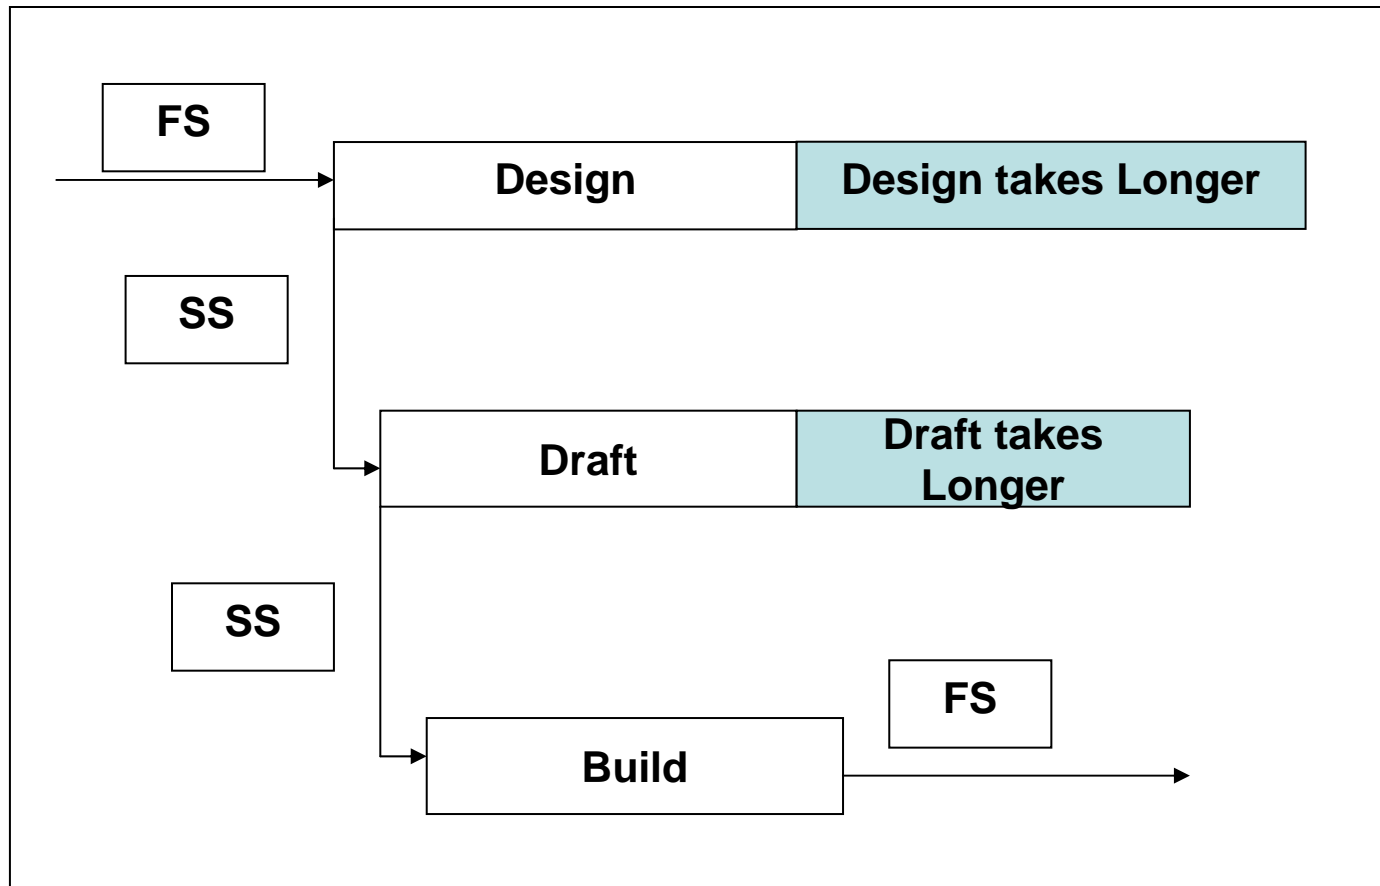 FS
Design
Design takes Longer
SS
Draft
Draft takes
Longer
SS
FS
Build